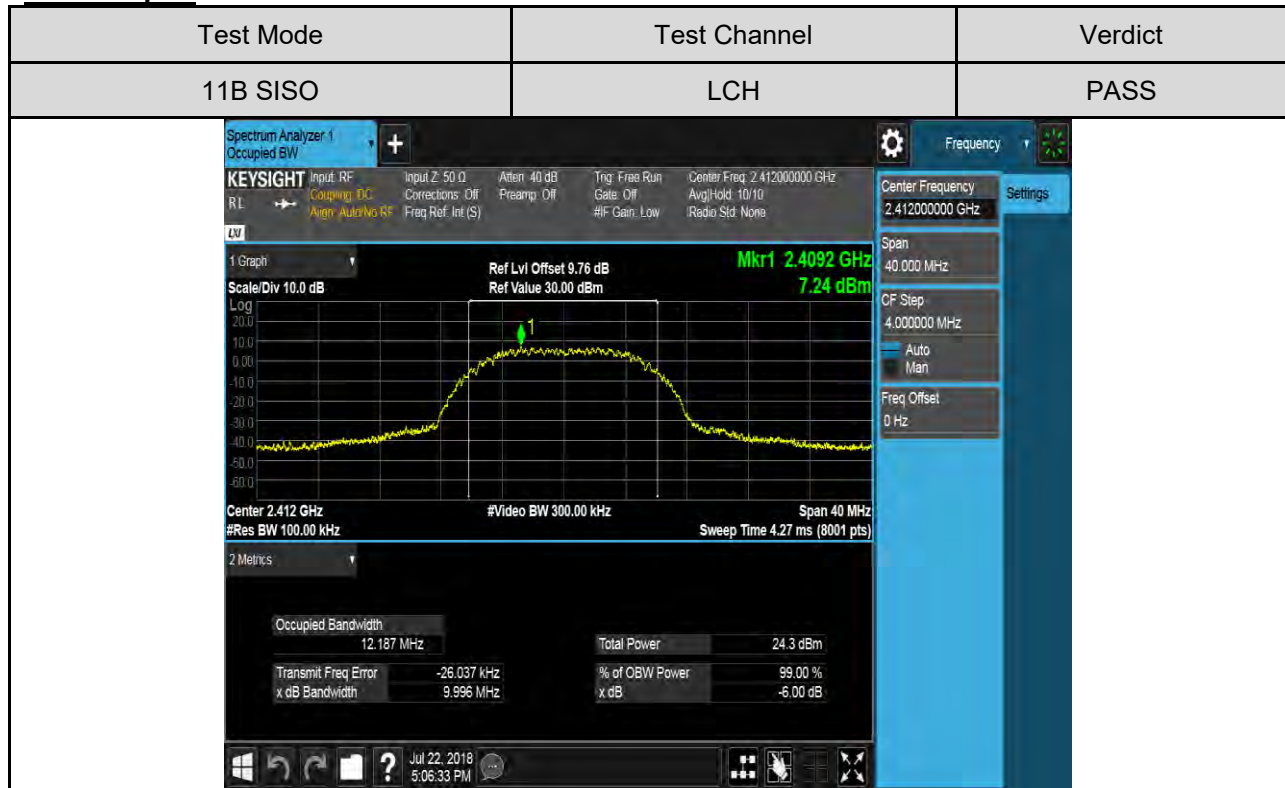 Test Mode Test Channel Verdict
11B SISO LCH PASS
Spectrum Analyzer 1
Occupied BW
+
Frequency
KEYSIGHT Input: RF Input Z: 50 Ω Atten: 40 dB Trig: Free Run Center Freq: 2.412000000 GHz
Coupling: DC Corrections: Off Preamp: Off Gate: Off Avg|Hold: 10/10
RL Align: Auto/No RF Freq Ref: Int (S) #IF Gain: Low Radio Std: None
LXI
Center Frequency
2.412000000 GHz
Settings
Span
40.000 MHz
CF Step
4.000000 MHz
Auto
Man
Freq Offset
0 Hz
1 Graph
Scale/Div 10.0 dB
Ref Lvl Offset 9.76 dB
Ref Value 30.00 dBm
Mkr1 2.4092 GHz
7.24 dBm
Log
20.0
10.0
0.00
-10.0
-20.0
-30.0
-40.0
-50.0
-60.0
1
Center 2.412 GHz #Video BW 300.00 kHz Span 40 MHz
#Res BW 100.00 kHz Sweep Time 4.27 ms (8001 pts)
2 Metrics
Occupied Bandwidth
12.187 MHz
Total Power 24.3 dBm
Transmit Freq Error -26.037 kHz % of OBW Power 99.00 %
x dB Bandwidth 9.996 MHz x dB -6.00 dB
?
Jul 22, 2018
5:06:33 PM